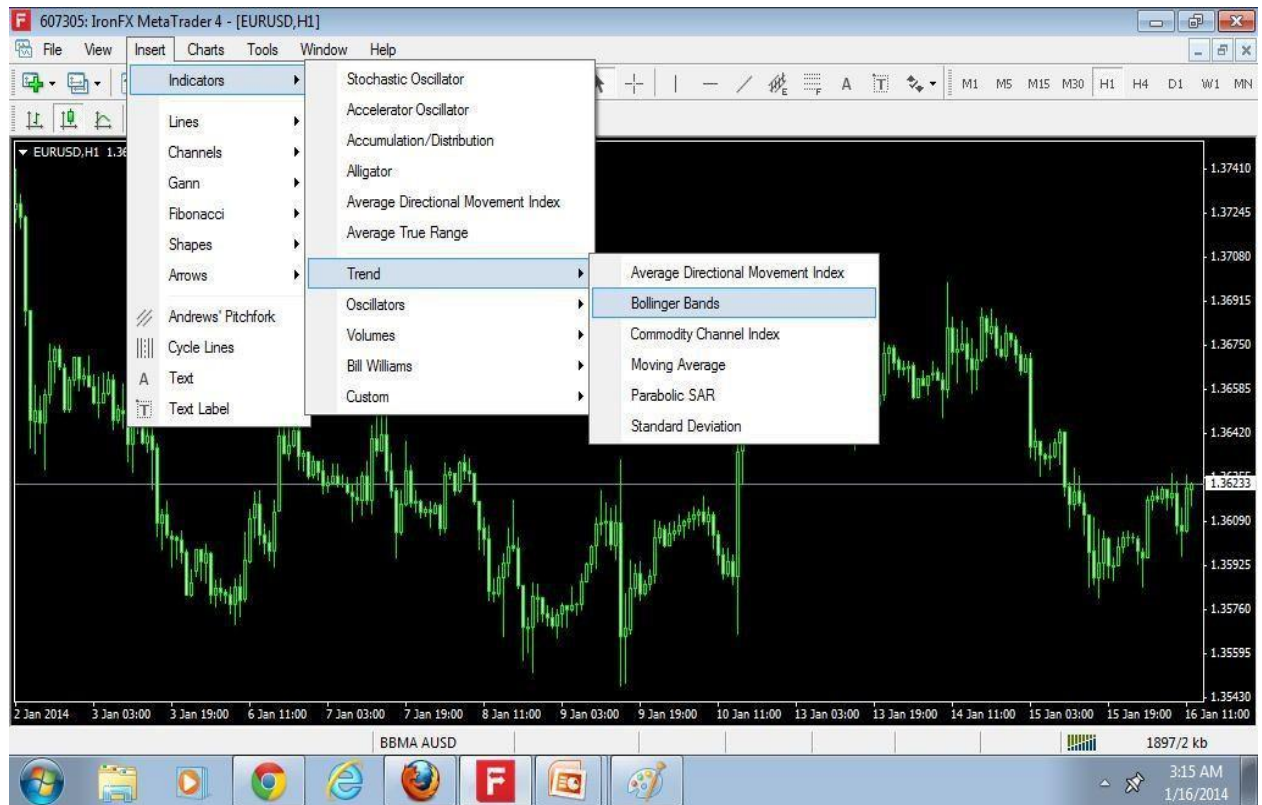 607305: IronFX MetaTrader 4 - [EURUSD,H1]
File View Insert Charts Tools Window Help
A T M1 M5 M15 M30 H1 H4 D1 W1 MN
EURUSD,H1 1.36
Indicators
Lines
Channels
Gann
Fibonacci
Shapes
Arrows
Andrews' Pitchfork
Cycle Lines
A Text
T Text Label
Stochastic Oscillator
Accelerator Oscillator
Accumulation/Distribution
Alligator
Average Directional Movement Index
Average True Range
Trend
Oscillators
Volumes
Bill Williams
Custom
Average Directional Movement Index
Bollinger Bands
Commodity Channel Index
Moving Average
Parabolic SAR
Standard Deviation
1.37410
1.37245
1.37080
1.36915
1.36750
1.36585
1.36420
1.36233
1.36090
1.35925
1.35760
1.35595
1.35430
2 Jan 2014 3 Jan 03:00 3 Jan 19:00 6 Jan 11:00 7 Jan 03:00 7 Jan 19:00 8 Jan 11:00 9 Jan 03:00 9 Jan 19:00 10 Jan 11:00 13 Jan 03:00 13 Jan 19:00 14 Jan 11:00 15 Jan 03:00 15 Jan 19:00 16 Jan 11:00
BBMA AUSD 1897/2 kb
3:15 AM
1/16/2014